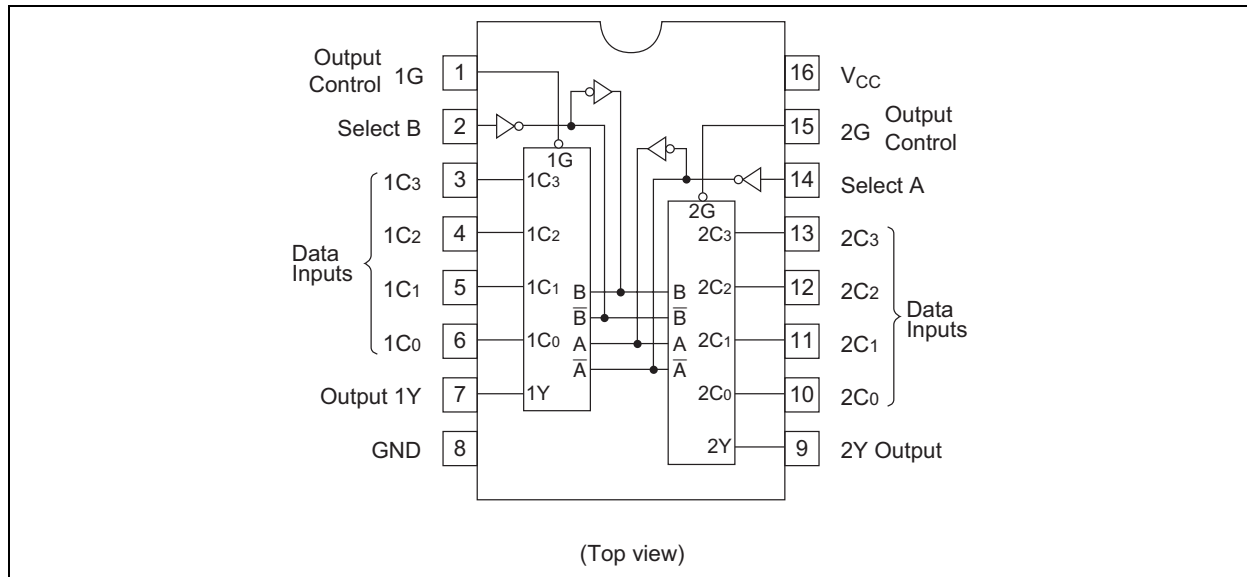 Output
Control 1G 1
Select B 2
1C3 3
1C2 4
1C1 5
1C0 6
Data
Inputs
Output 1Y 7
GND 8
1G
1C3
1C2
1C1
1C0
1Y
B
B̅
A
A̅
2G
2C3
2C2
2C1
2C0
2Y
B
B̅
A
A̅
16 VCC
15 2G Output
Control
14 Select A
13 2C3
12 2C2
11 2C1
10 2C0
Data
Inputs
9 2Y Output
(Top view)